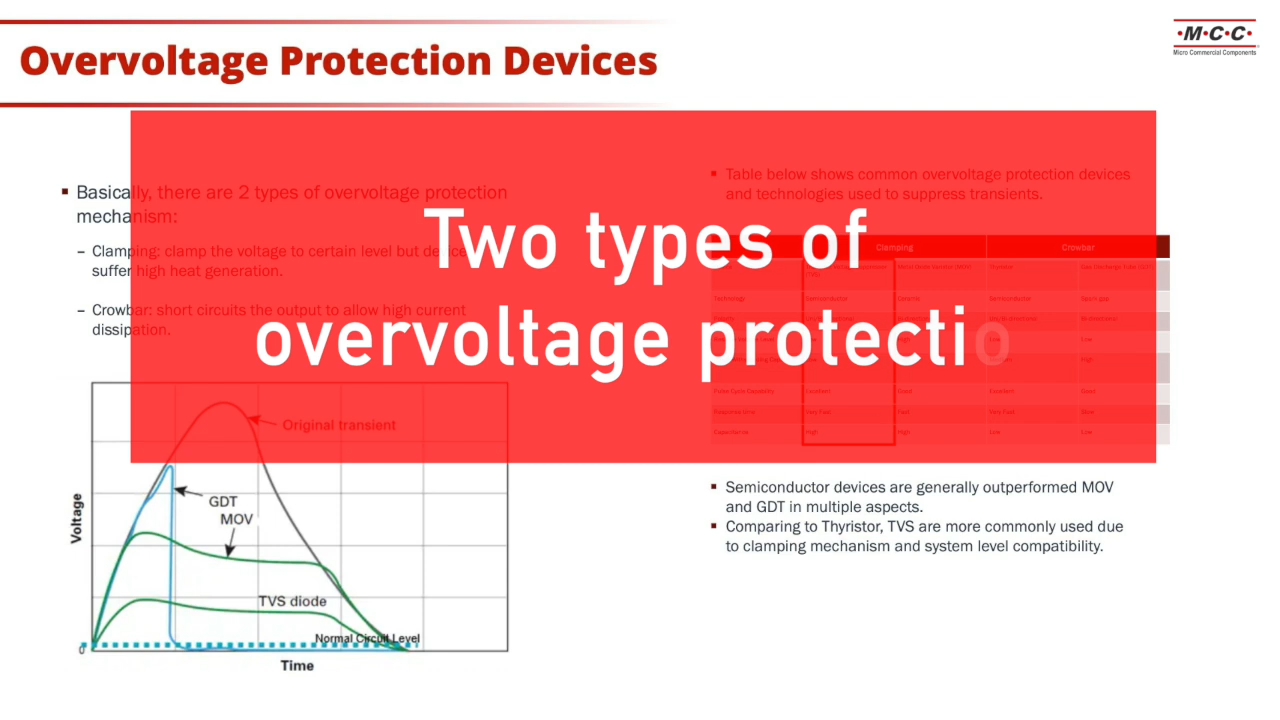 Overvoltage Protection Devices
·M·C·C·
Micro Commercial Components
Basically, there are 2 types of overvoltage protection
mechanism:
– Clamping: clamp the voltage to certain level but device
suffer high heat generation.
– Crowbar: short circuits the output to allow high current
dissipation.
Two types of
overvoltage protectio
Original transient
GDT
MOV
TVS diode
Normal Circuit Level
Voltage
0
Time
Table below shows common overvoltage protection devices
and technologies used to suppress transients.
Clamping Crowbar
Technology Semiconductor Ceramic Semiconductor Spark gap
Pulse Cycle Capability Excellent Good Excellent Good
Response time Very Fast Fast Very Fast Slow
Capacitance High High Low Low
Semiconductor devices are generally outperformed MOV
and GDT in multiple aspects.
Comparing to Thyristor, TVS are more commonly used due
to clamping mechanism and system level compatibility.